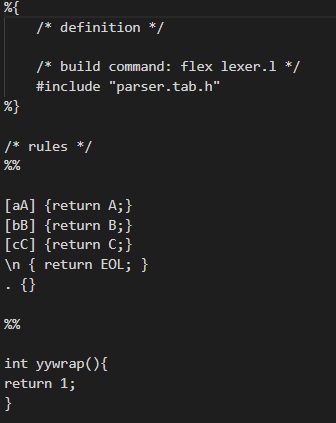 %{
/* definition */
/* build command: flex lexer.l */
#include "parser.tab.h"
%}
/* rules */
%%
[aA] {return A;}
[bB] {return B;}
[cC] {return C;}
\n { return EOL; }
. {}
%%
int yywrap(){
return 1;
}